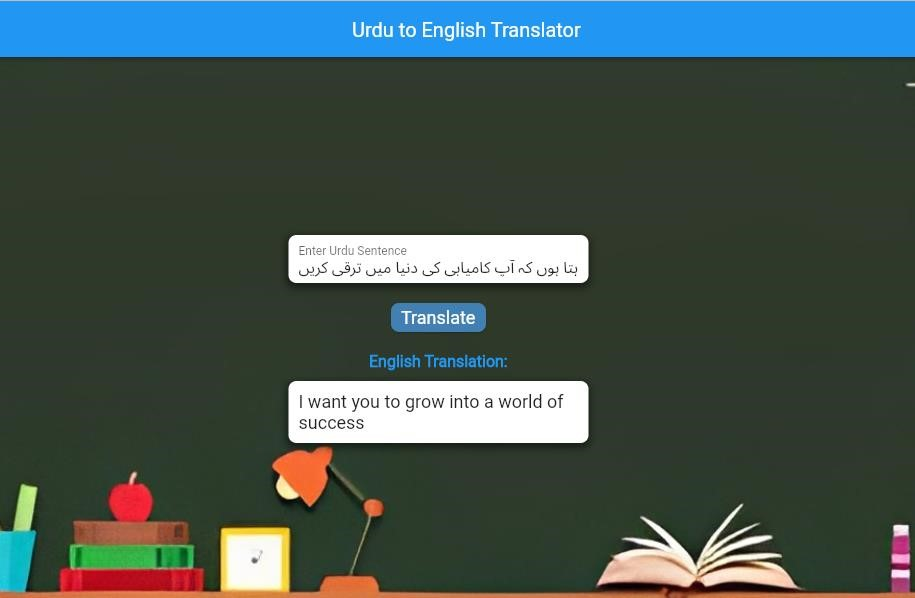 Urdu to English Translator
Enter Urdu Sentence
ہتا ہوں کہ آپ کامیابی کی دنیا میں ترقی کریں
Translate
English Translation:
I want you to grow into a world of
success